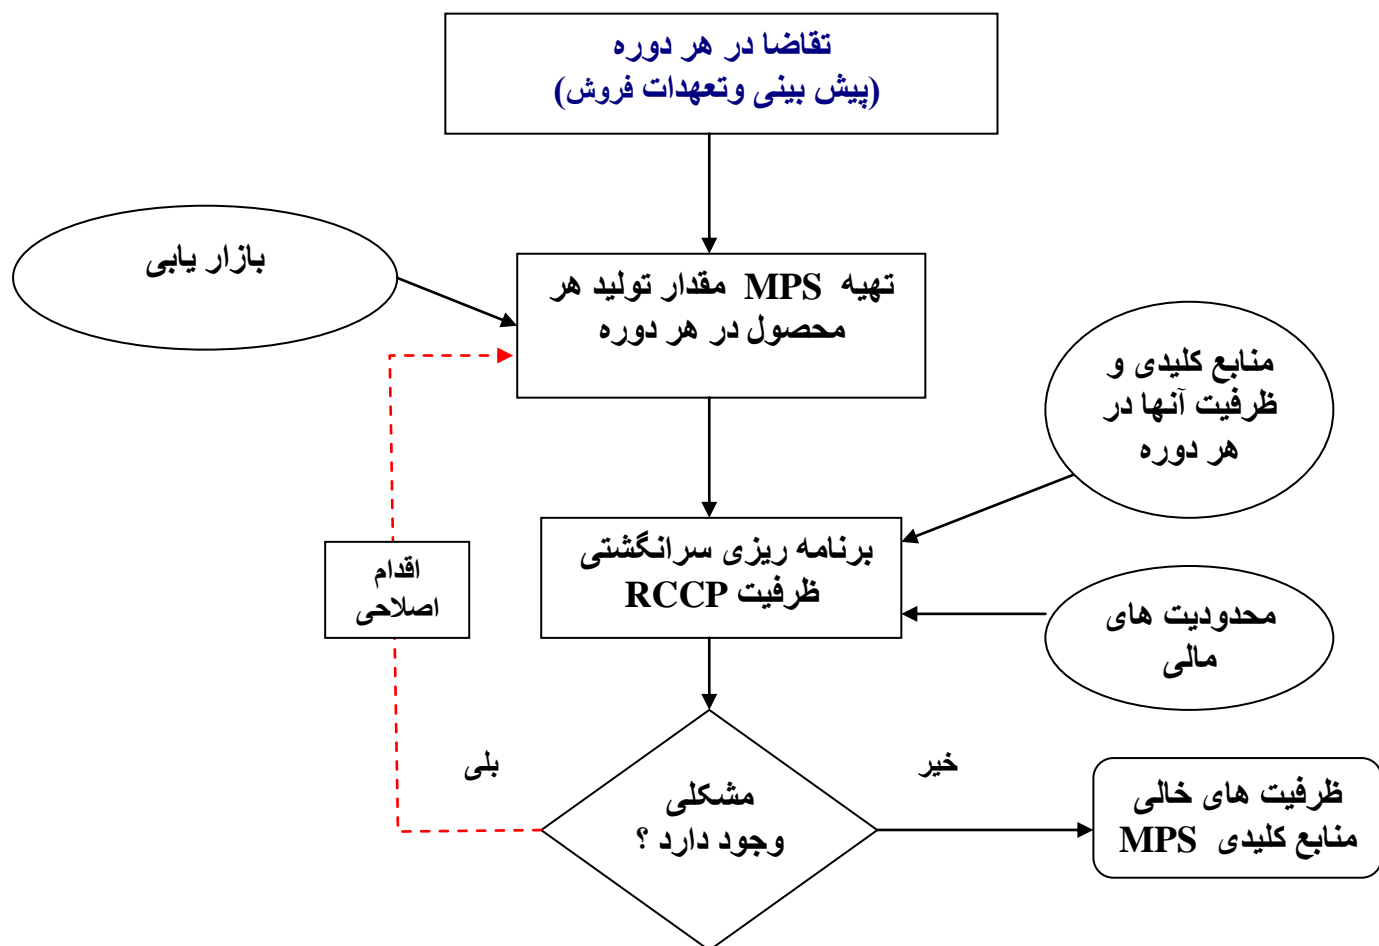 تقاضا در هر دوره
(پیش بینی وتعهدات فروش)
بازار یابی
تهیه MPS مقدار تولید هر
محصول در هر دوره
منابع کلیدی و
ظرفیت آنها در
هر دوره
برنامه ریزی سرانگشتی
ظرفیت RCCP
اقدام
اصلاحی
محدودیت های
مالی
بلی
خیر
مشکلی
وجود دارد ؟
ظرفیت های خالی
منابع کلیدی MPS